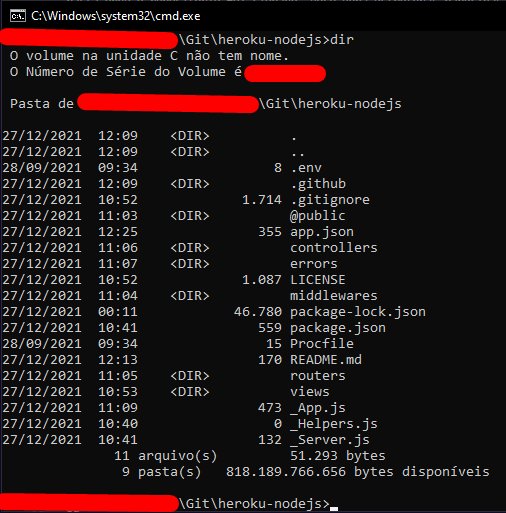 C:\Windows\system32\cmd.exe
\Git\heroku-nodejs>dir
O volume na unidade C não tem nome.
O Número de Série do Volume é
Pasta de \Git\heroku-nodejs
27/12/2021 12:09 <DIR> .
27/12/2021 12:09 <DIR> ..
28/09/2021 09:34 8 .env
27/12/2021 12:09 <DIR> .github
27/12/2021 10:52 1.714 .gitignore
27/12/2021 11:03 <DIR> @public
27/12/2021 12:25 355 app.json
27/12/2021 11:06 <DIR> controllers
27/12/2021 11:07 <DIR> errors
27/12/2021 10:52 1.087 LICENSE
27/12/2021 11:04 <DIR> middlewares
27/12/2021 00:11 46.780 package-lock.json
27/12/2021 10:41 559 package.json
28/09/2021 09:34 15 Procfile
27/12/2021 12:13 170 README.md
27/12/2021 11:05 <DIR> routers
27/12/2021 10:53 <DIR> views
27/12/2021 11:09 473 _App.js
27/12/2021 10:40 0 _Helpers.js
27/12/2021 10:41 132 _Server.js
11 arquivo(s) 51.293 bytes
9 pasta(s) 818.189.766.656 bytes disponíveis
\Git\heroku-nodejs>